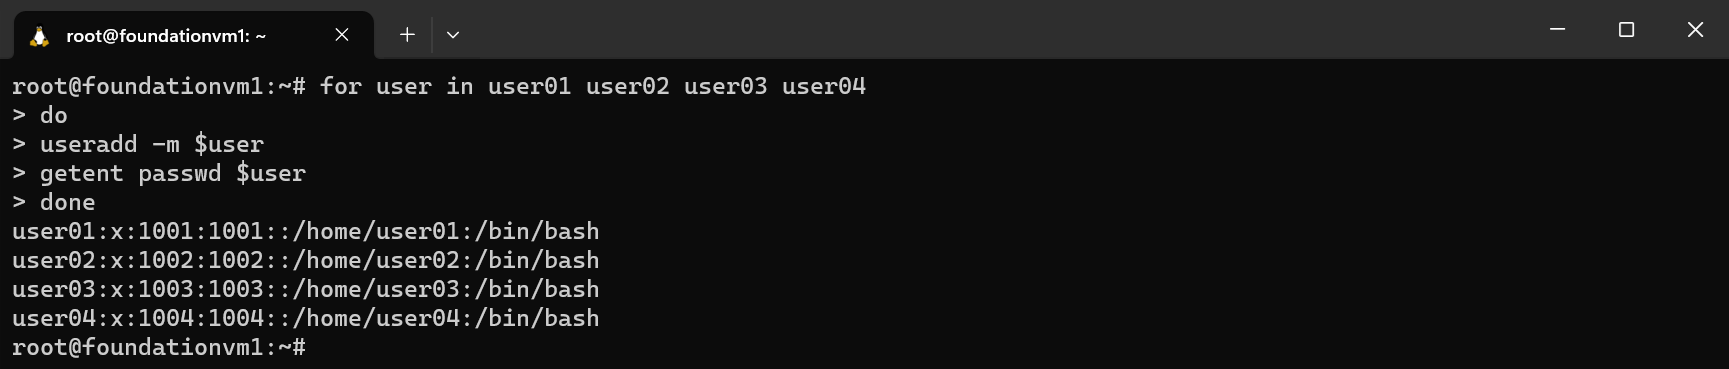 root@foundationvm1: ~
root@foundationvm1:~# for user in user01 user02 user03 user04
> do
> useradd -m $user
> getent passwd $user
> done
user01:x:1001:1001::/home/user01:/bin/bash
user02:x:1002:1002::/home/user02:/bin/bash
user03:x:1003:1003::/home/user03:/bin/bash
user04:x:1004:1004::/home/user04:/bin/bash
root@foundationvm1:~#